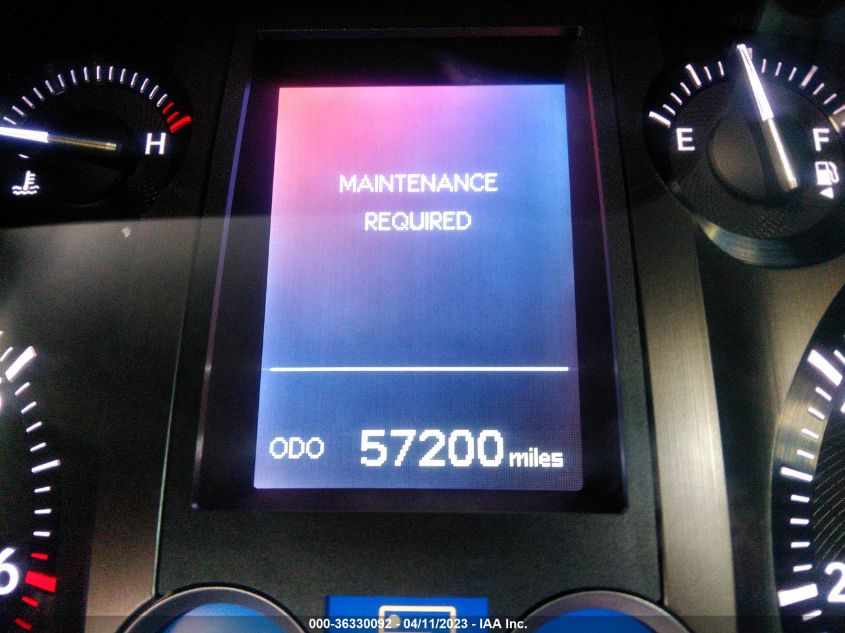 H
E
F
MAINTENANCE
REQUIRED
ODO 57200 miles
6
2
000-36330092 - 04/11/2023 - IAA Inc.